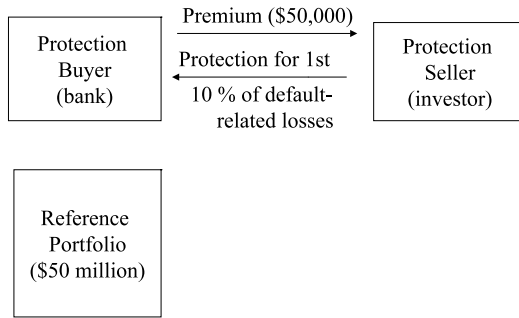 Protection
Buyer
(bank)
Premium ($50,000)
Protection for 1st
10 % of default-
related losses
Protection
Seller
(investor)
Reference
Portfolio
($50 million)